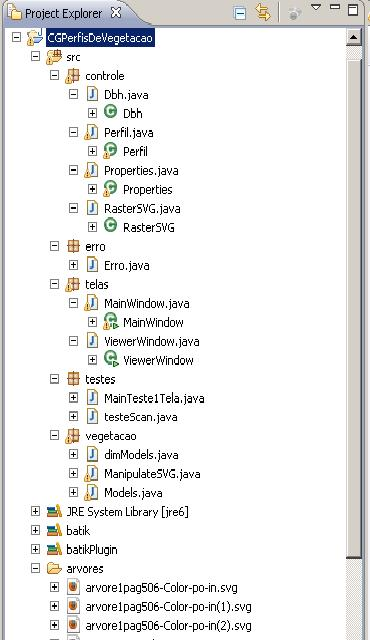 Project Explorer
CGPerfisDeVegetacao
src
controle
Dbh.java
Dbh
Perfil.java
Perfil
Properties.java
Properties
RasterSVG.java
RasterSVG
erro
Erro.java
telas
MainWindow.java
MainWindow
ViewerWindow.java
ViewerWindow
testes
MainTeste1Tela.java
testeScan.java
vegetacao
dimModels.java
ManipulateSVG.java
Models.java
JRE System Library [jre6]
batik
batikPlugin
arvores
arvore1pag506-Color-po-in.svg
arvore1pag506-Color-po-in(1).svg
arvore1pag506-Color-po-in(2).svg